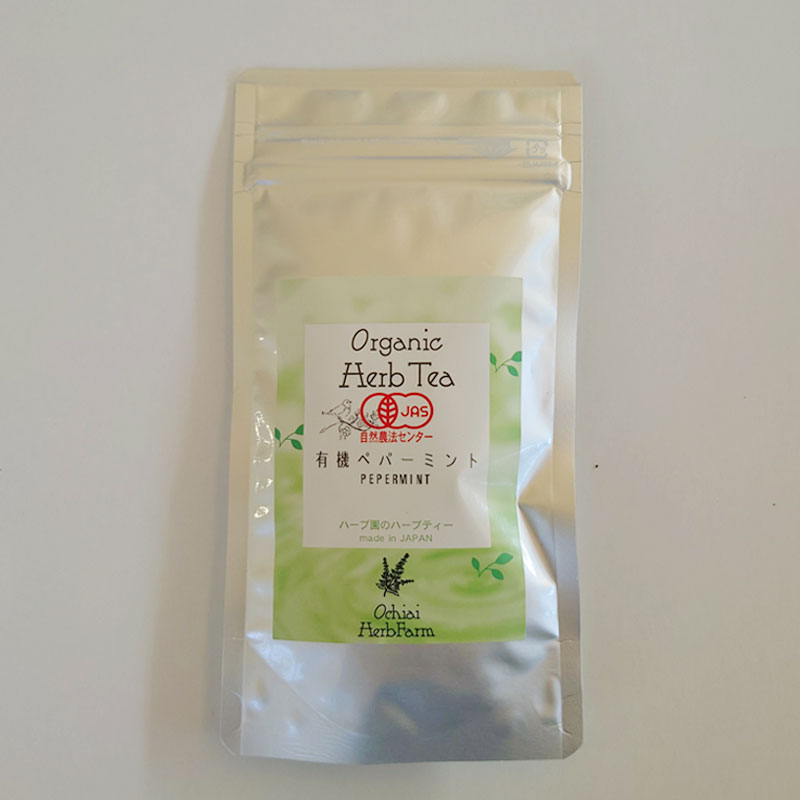 Organic
Herb Tea
JAS
自然農法センター
有機ペパーミント
PEPERMINT
ハーブ園のハーブティー
made in JAPAN
Ochiai
HerbFarm